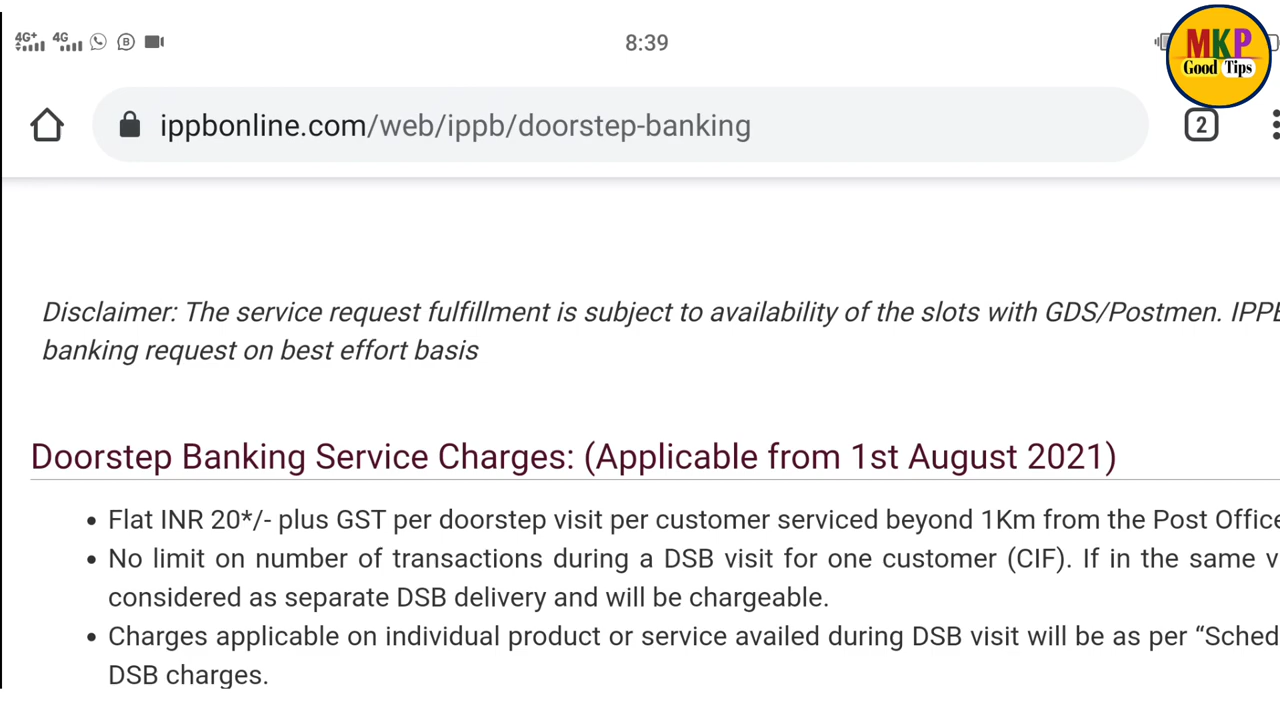 4G+ 4G B 8:39
MKP
Good Tips
ippbonline.com/web/ippb/doorstep-banking 2
Disclaimer: The service request fulfillment is subject to availability of the slots with GDS/Postmen. IPPB
banking request on best effort basis
Doorstep Banking Service Charges: (Applicable from 1st August 2021)
• Flat INR 20*/- plus GST per doorstep visit per customer serviced beyond 1Km from the Post Office
• No limit on number of transactions during a DSB visit for one customer (CIF). If in the same v
considered as separate DSB delivery and will be chargeable.
• Charges applicable on individual product or service availed during DSB visit will be as per “Sched
DSB charges.